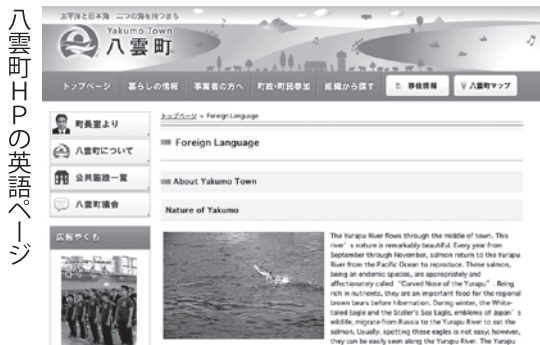 八雲町HPの英語ページ
太平洋と日本海 二つの海を持つまち
Yakumo Town
八雲町
トップページ 暮らしの情報 事業者の方へ 町政・町民参加 組織から探す 移住情報 八雲町マップ
町長室より
八雲町について
公共施設一覧
八雲町議会
広報やくも
トップページ > Foreign Language
Foreign Language
About Yakumo Town
Nature of Yakumo
The Yurapu River flows through the middle of town. This
river's nature is remarkably beautiful. Every year from
September through November, salmon return to the Yurapu
River from the Pacific Ocean to reproduce. These salmon,
being an endemic species, are appropriately and
affectionately called "Curved Nose of the Yurapu". Being
rich in nutrients, they are an important food for the regional
brown bears before hibernation. During winter, the White-
tailed Eagle and the Steller's Sea Eagle, emblems of Japan's
wildlife, migrate from Russia to the Yurapu River to eat the
salmon. Usually, spotting these eagles is not easy; however,
they can be easily seen along the Yurapu River. The Yurapu